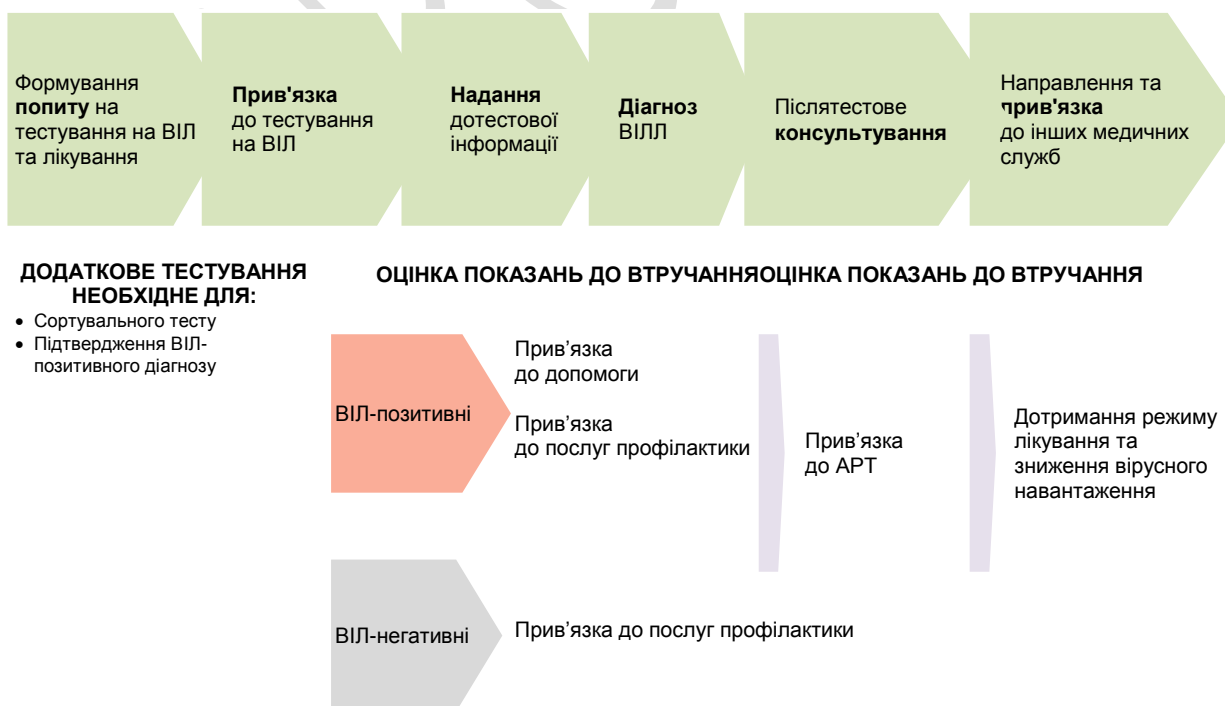 Формування
попиту на
тестування на ВІЛ
та лікування
Прив'язка
до тестування
на ВІЛ
Надання
дотестової
інформації
Діагноз
ВІЛЛ
Післятестове
консультування
Направлення та
прив'язка
до інших медичних
служб
ДОДАТКОВЕ ТЕСТУВАННЯ
НЕОБХІДНЕ ДЛЯ:
• Сортувального тесту
• Підтвердження ВІЛ-
позитивного діагнозу
ОЦІНКА ПОКАЗАНЬ ДО ВТРУЧАННЯОЦІНКА ПОКАЗАНЬ ДО ВТРУЧАННЯ
ВІЛ-позитивні
Прив’язка
до допомоги
Прив’язка
до послуг профілактики
Прив’язка
до АРТ
Дотримання режиму
лікування та
зниження вірусного
навантаження
ВІЛ-негативні
Прив’язка до послуг профілактики